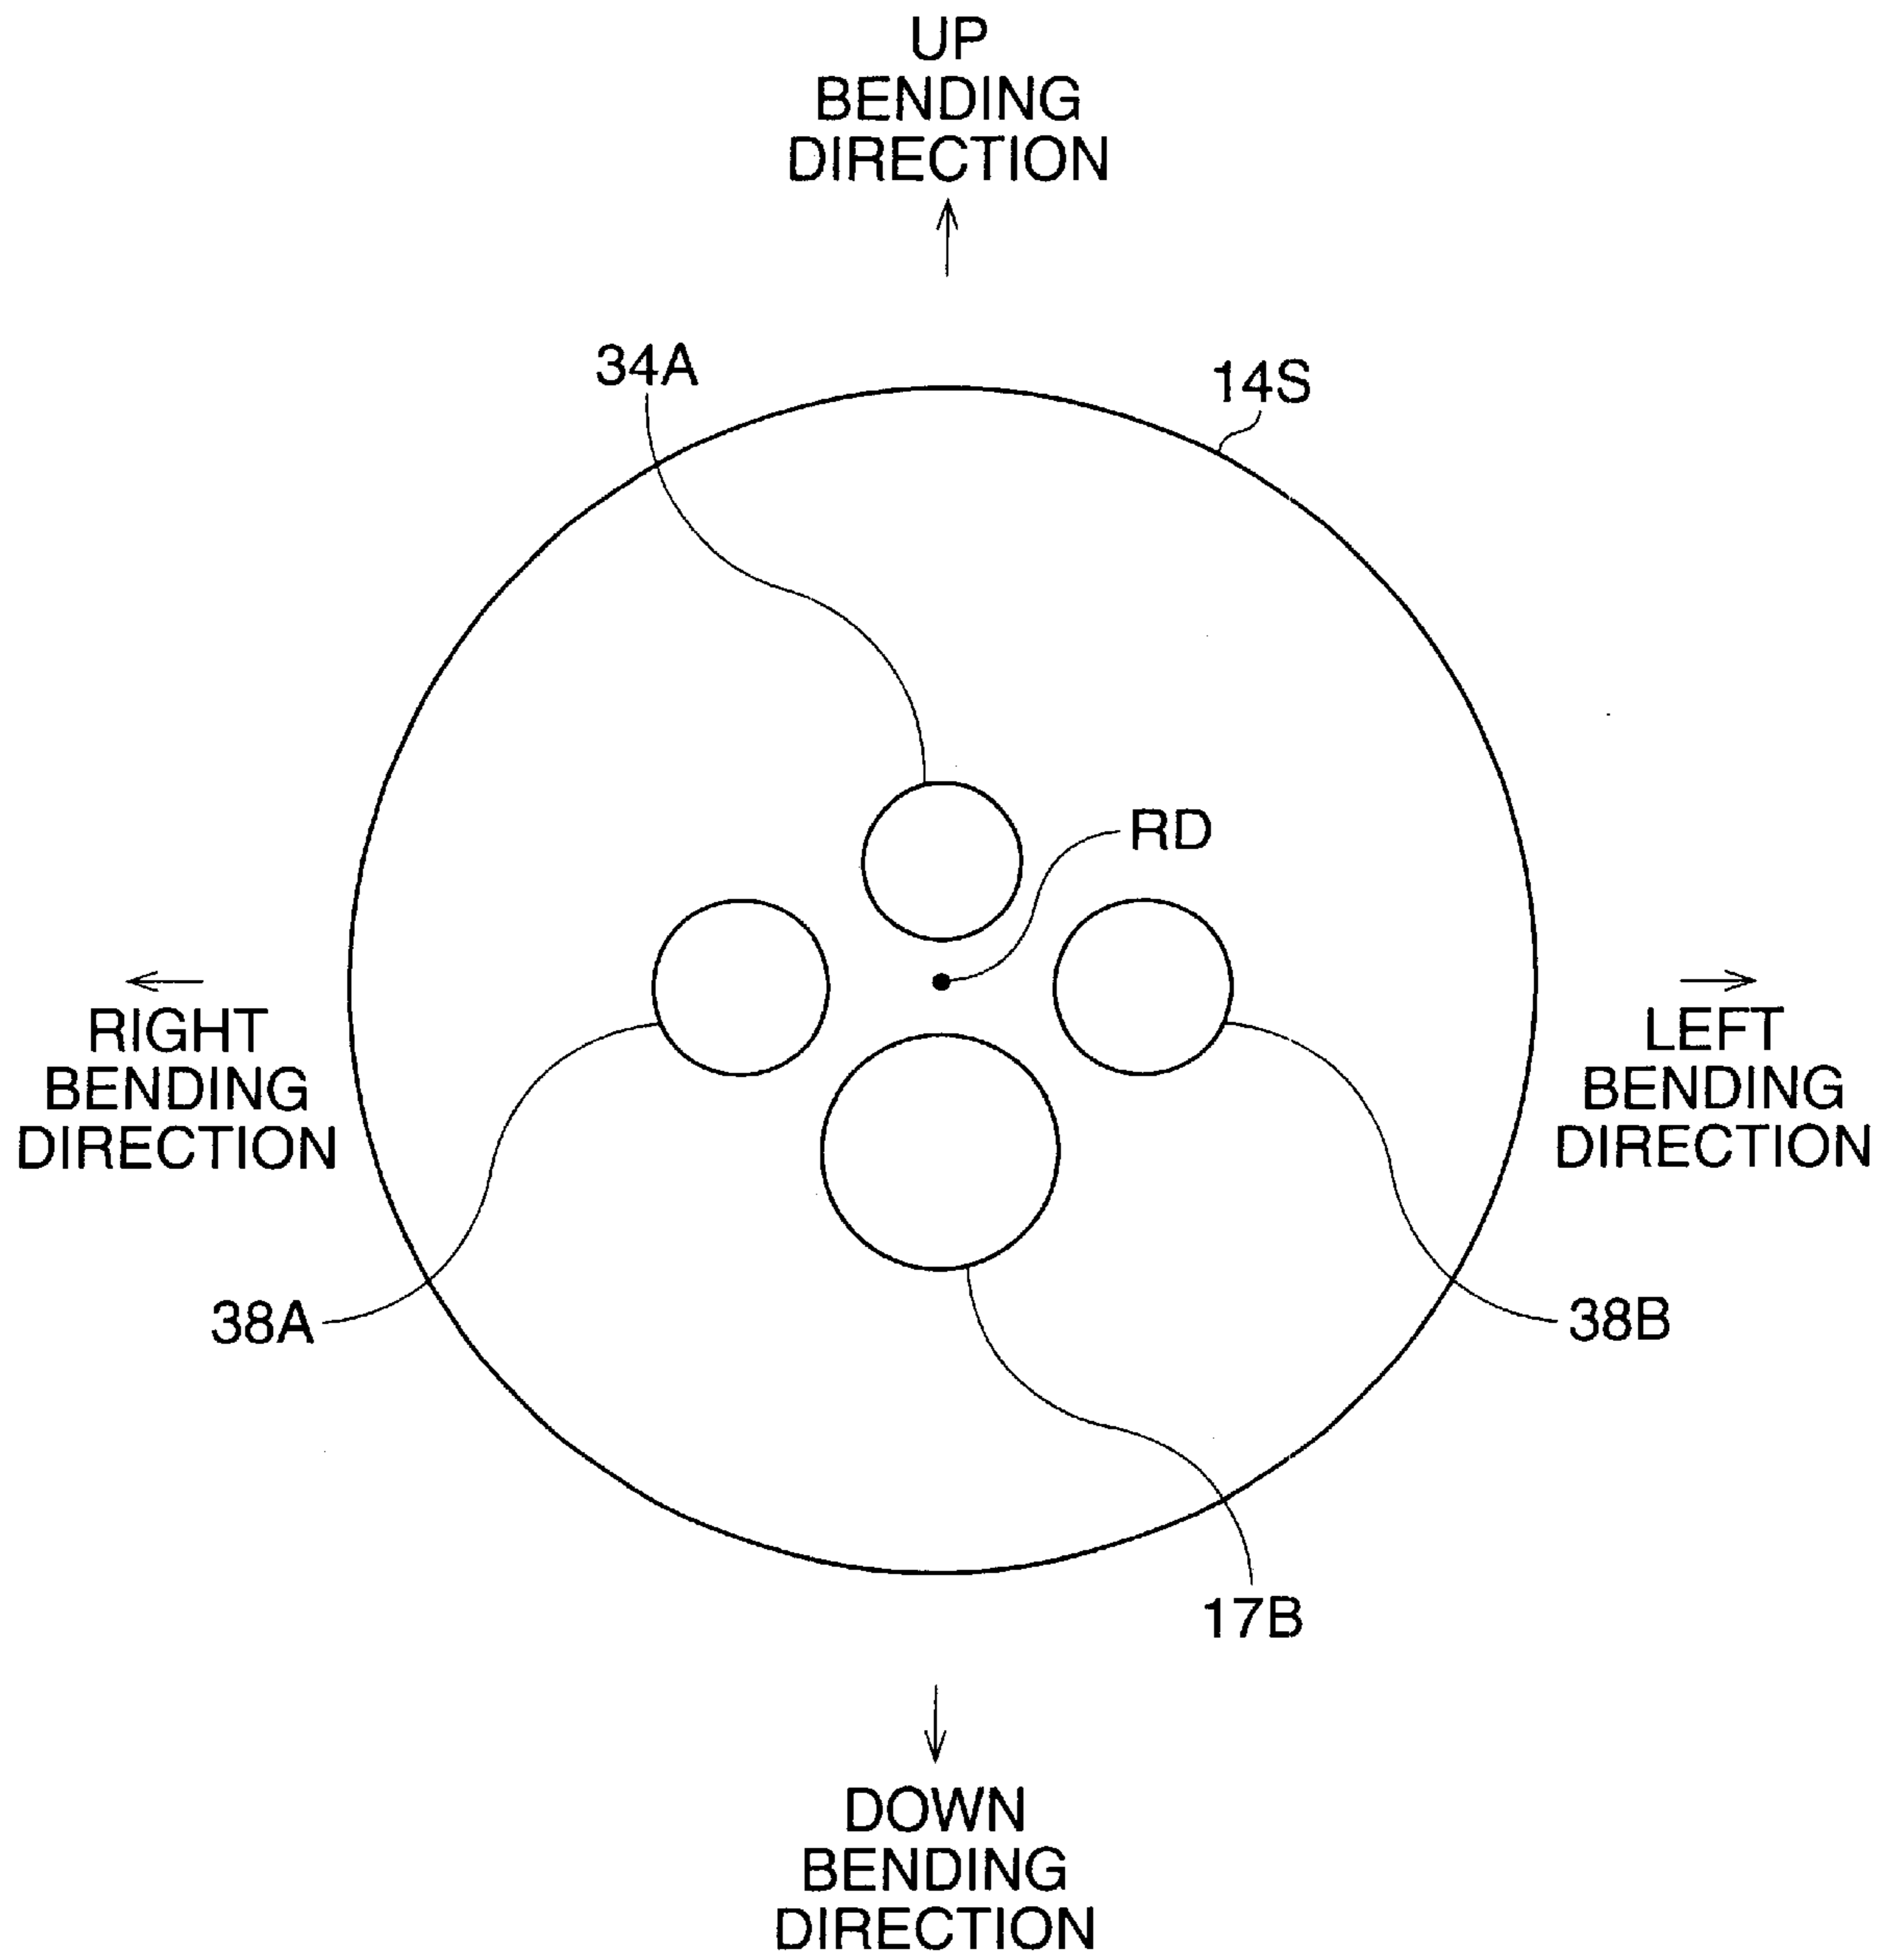 UP
BENDING
DIRECTION
34A
14S
RD
RIGHT
BENDING
DIRECTION
LEFT
BENDING
DIRECTION
38A
38B
17B
DOWN
BENDING
DIRECTION